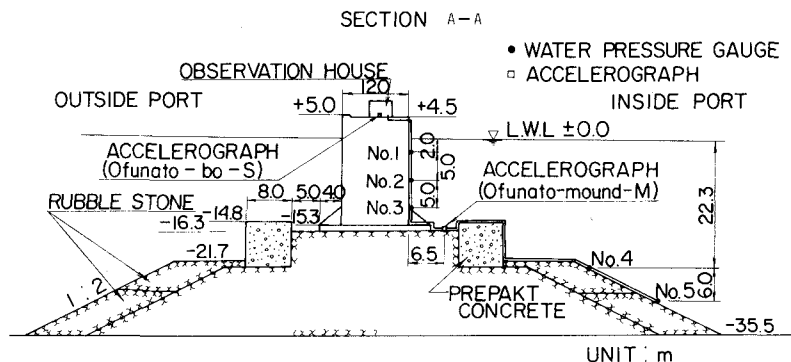 SECTION A-A
• WATER PRESSURE GAUGE
□ ACCELEROGRAPH
OBSERVATION HOUSE
12.0
OUTSIDE PORT
INSIDE PORT
+5.0
+4.5
L.W.L ±0.0
ACCELEROGRAPH
(Ofunato-bo-S)
No.1
2.0
5.0
ACCELEROGRAPH
(Ofunato-mound-M)
No.2
5.0
No.3
RUBBLE STONE
8.0
5.0
4.0
22.3
-14.8
-16.3
-15.3
-21.7
6.5
No.4
1:2
PREPAKT
CONCRETE
No.5
6.0
-35.5
UNIT : m